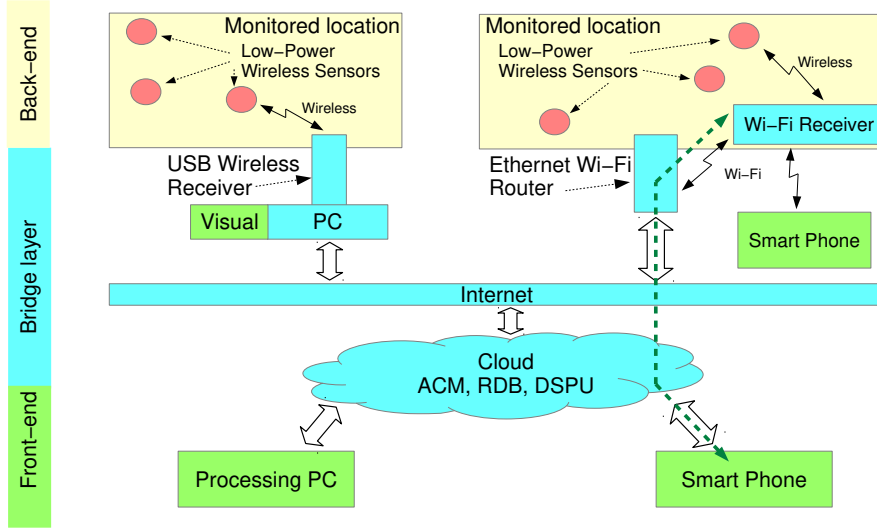 Back−end
Bridge layer
Front−end
Monitored location
Low−Power
Wireless Sensors
Wireless
USB Wireless
Receiver
Visual
PC
Monitored location
Low−Power
Wireless Sensors
Wireless
Wi−Fi Receiver
Ethernet Wi−Fi
Router
Wi−Fi
Smart Phone
Internet
Cloud
ACM, RDB, DSPU
Processing PC
Smart Phone